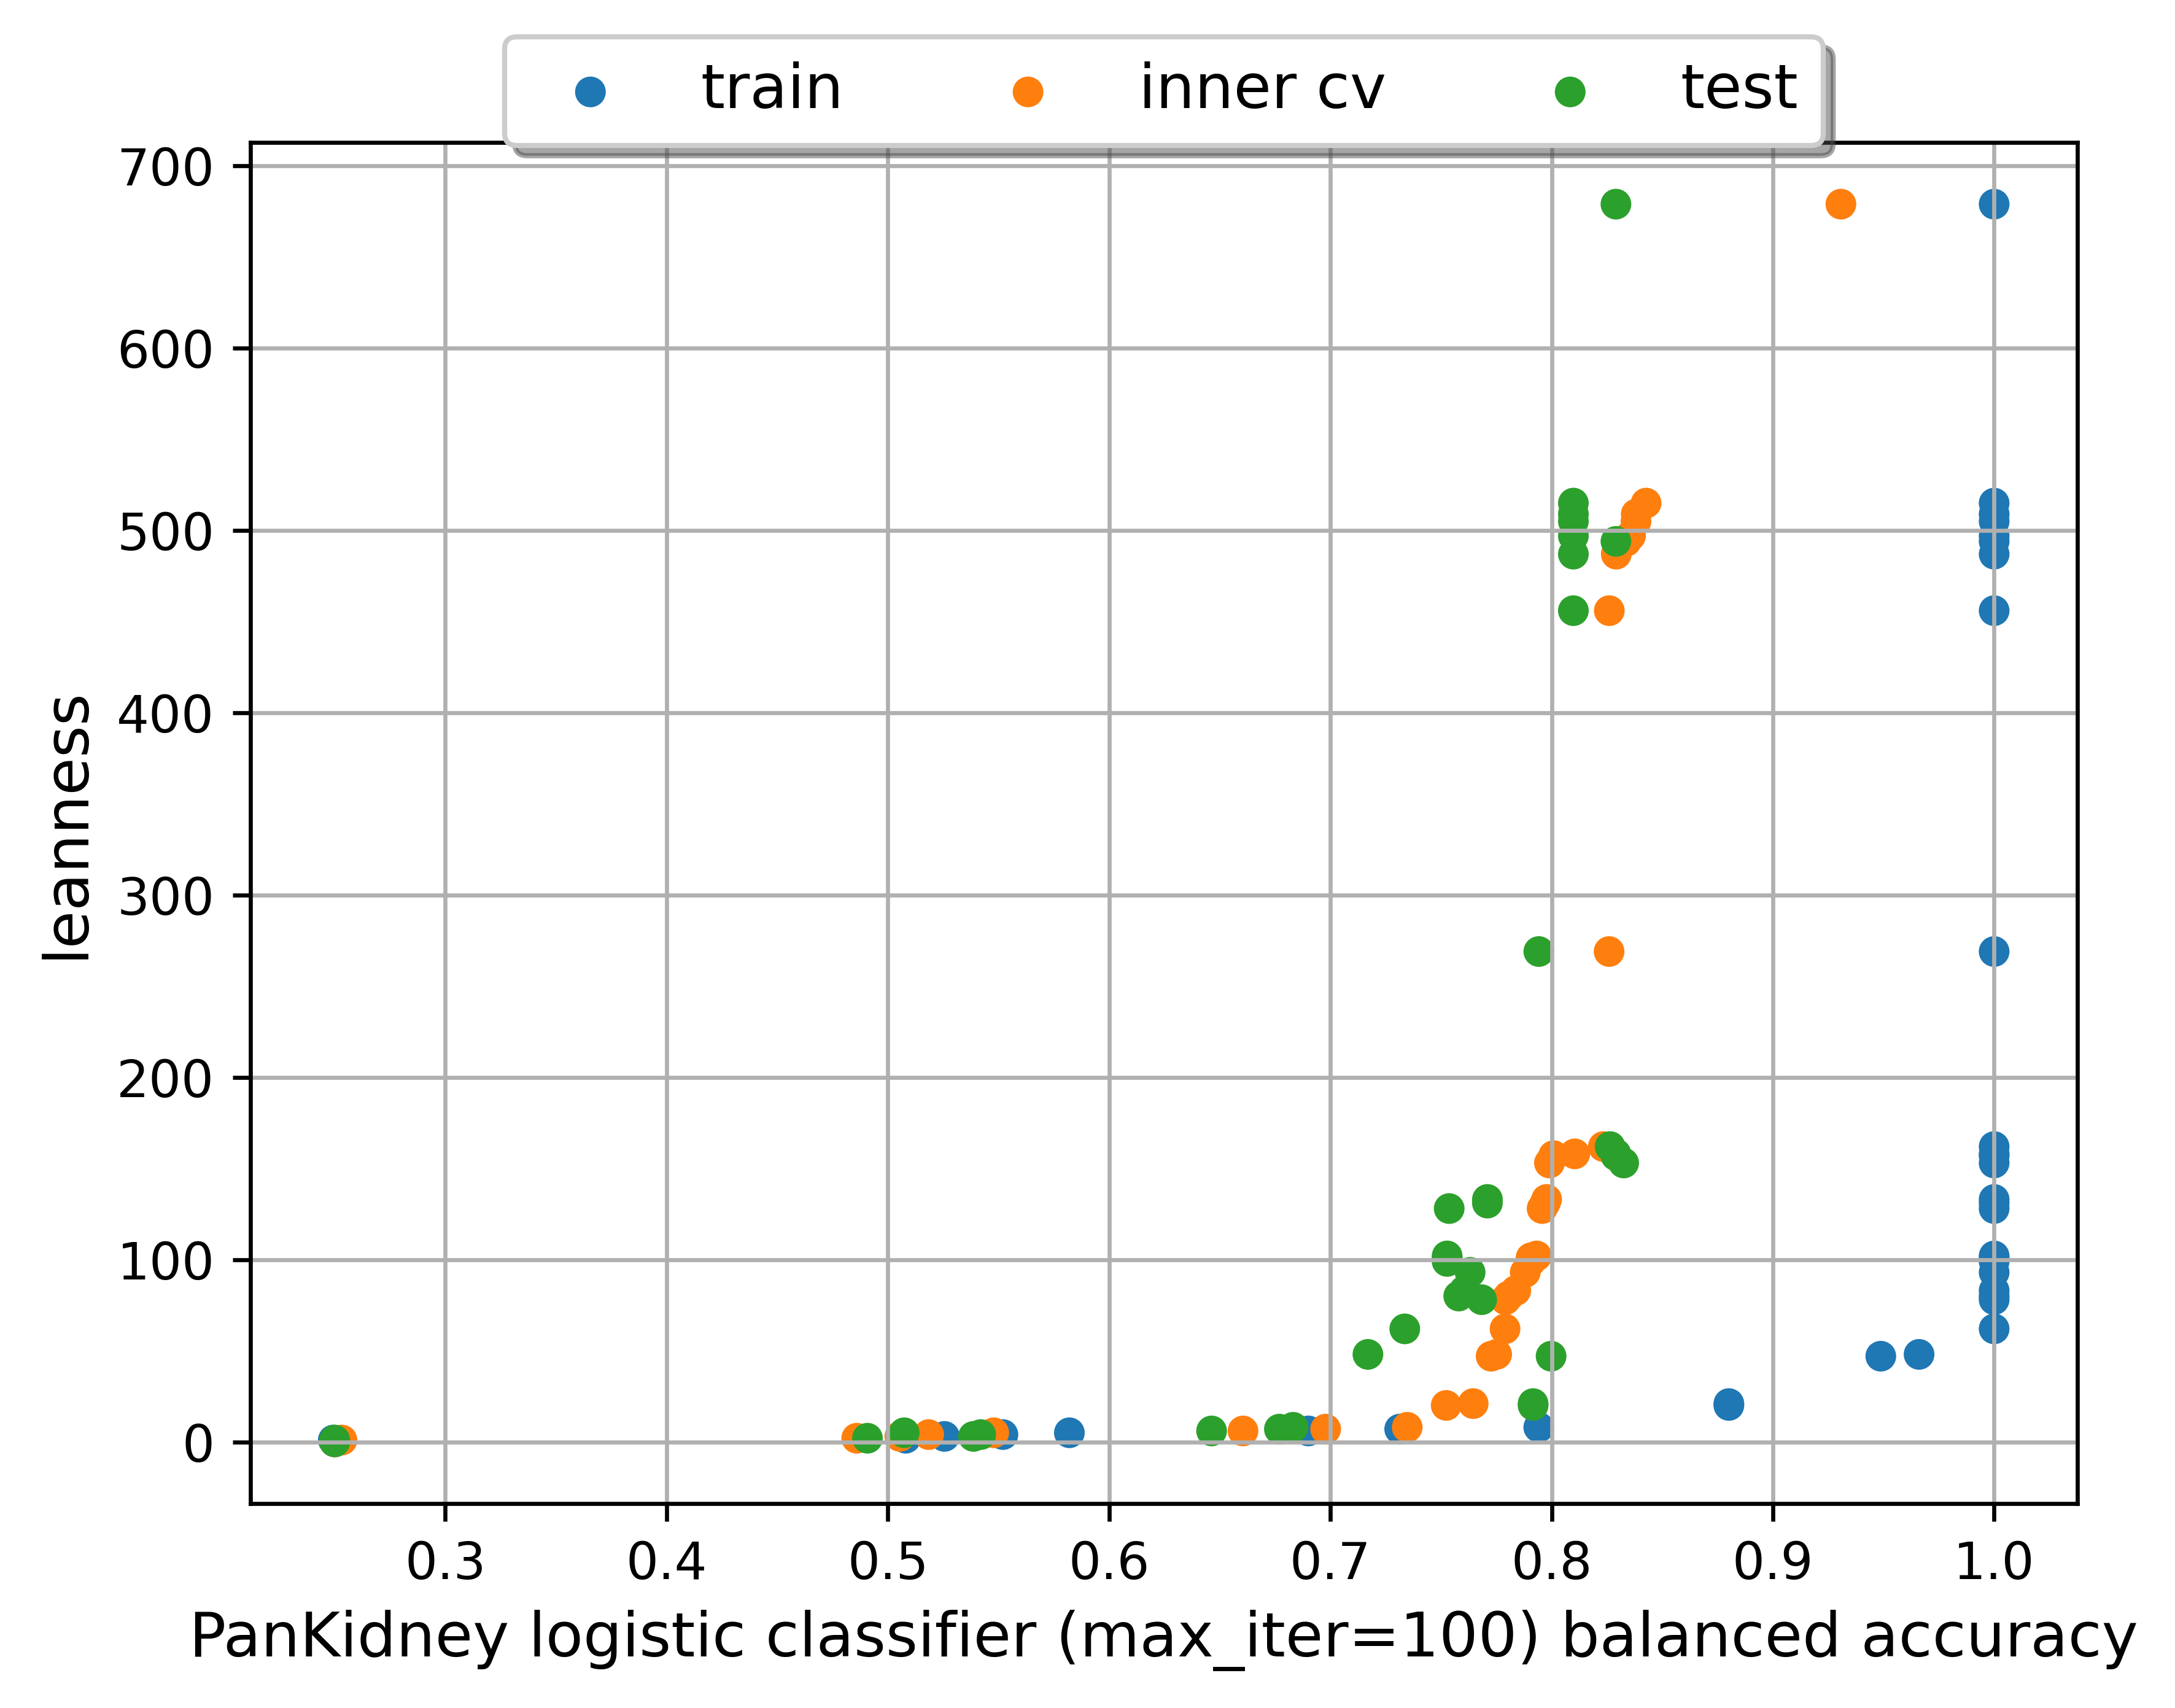 train inner cv test
700
600
500
400
300
200
100
0
leanness
0.3 0.4 0.5 0.6 0.7 0.8 0.9 1.0
PanKidney logistic classifier (max_iter=100) balanced accuracy